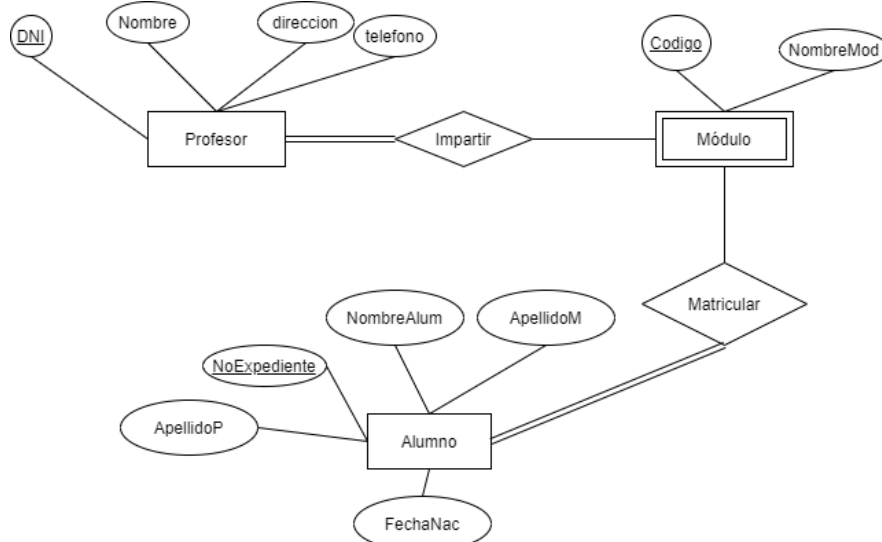 DNI
Nombre
direccion
telefono
Codigo
NombreMod
Profesor
Impartir
Módulo
Matricular
NombreAlum
ApellidoM
NoExpediente
ApellidoP
Alumno
FechaNac